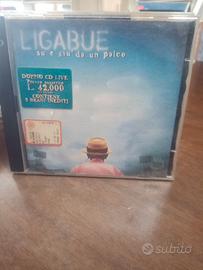 LIGABUE
su e giù da un palco
DOPPIO CD LIVE
L. 42.000
CONTIENE
3 BRANI INEDITI
subito